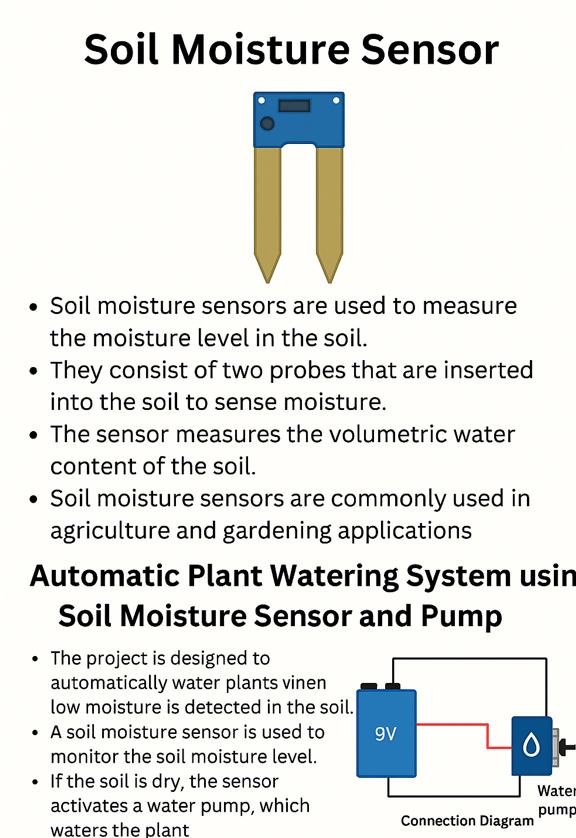 Soil Moisture Sensor
• Soil moisture sensors are used to measure
the moisture level in the soil.
• They consist of two probes that are inserted
into the soil to sense moisture.
• The sensor measures the volumetric water
content of the soil.
• Soil moisture sensors are commonly used in
agriculture and gardening applications
Automatic Plant Watering System usin
Soil Moisture Sensor and Pump
• The project is designed to
automatically water plants vinen
low moisture is detected in the soil.
• A soil moisture sensor is used to
monitor the soil moisture level.
• If the soil is dry, the sensor
activates a water pump, which
waters the plant
9V
Water
pump
Connection Diagram